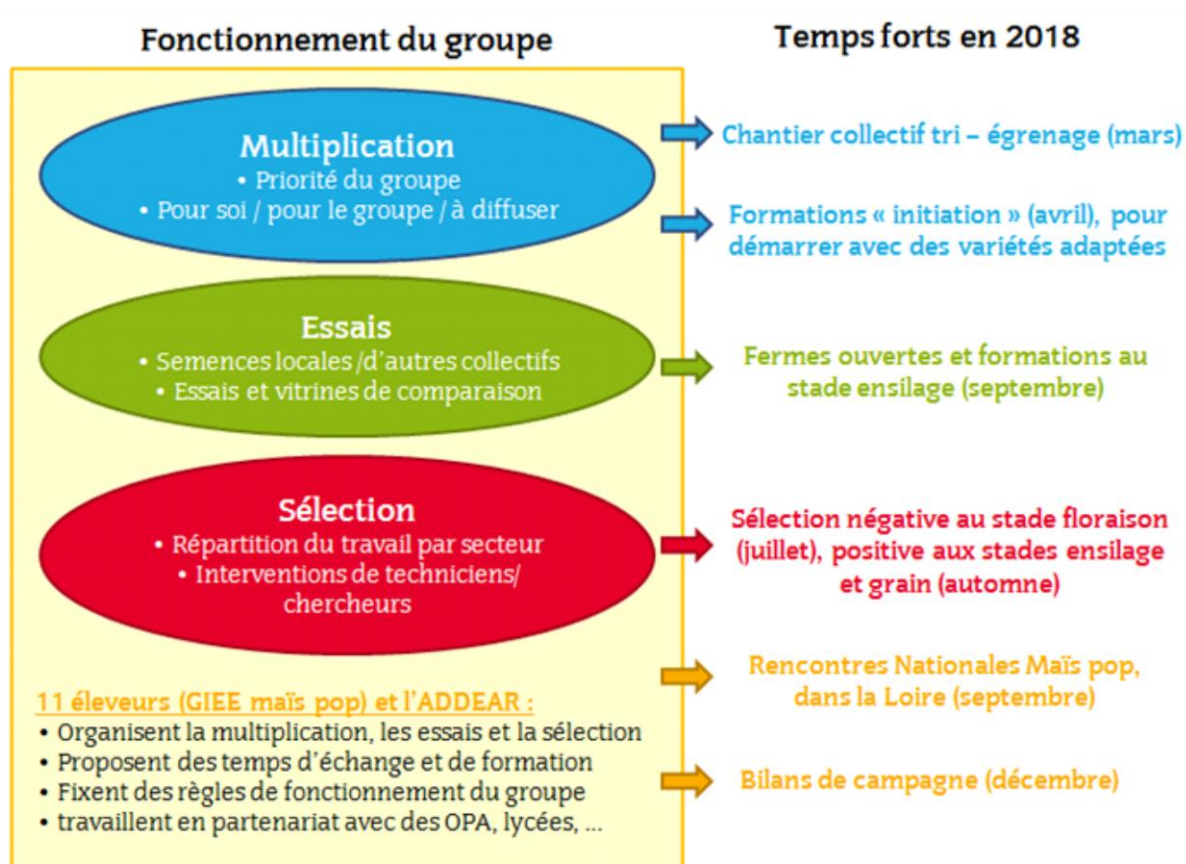 Fonctionnement du groupe
Multiplication
• Priorité du groupe
• Pour soi / pour le groupe / à diffuser
Essais
• Semences locales /d'autres collectifs
• Essais et vitrines de comparaison
Sélection
• Répartition du travail par secteur
• Interventions de techniciens/
chercheurs
11 éleveurs (GIEE maïs pop) et l'ADDEAR :
• Organisent la multiplication, les essais et la sélection
• Proposent des temps d'échange et de formation
• Fixent des règles de fonctionnement du groupe
• travaillent en partenariat avec des OPA, lycées, ...
Temps forts en 2018
Chantier collectif tri – égrenage (mars)
Formations « initiation » (avril), pour
démarrer avec des variétés adaptées
Fermes ouvertes et formations au
stade ensilage (septembre)
Sélection négative au stade floraison
(juillet), positive aux stades ensilage
et grain (automne)
Rencontres Nationales Maïs pop,
dans la Loire (septembre)
Bilans de campagne (décembre)